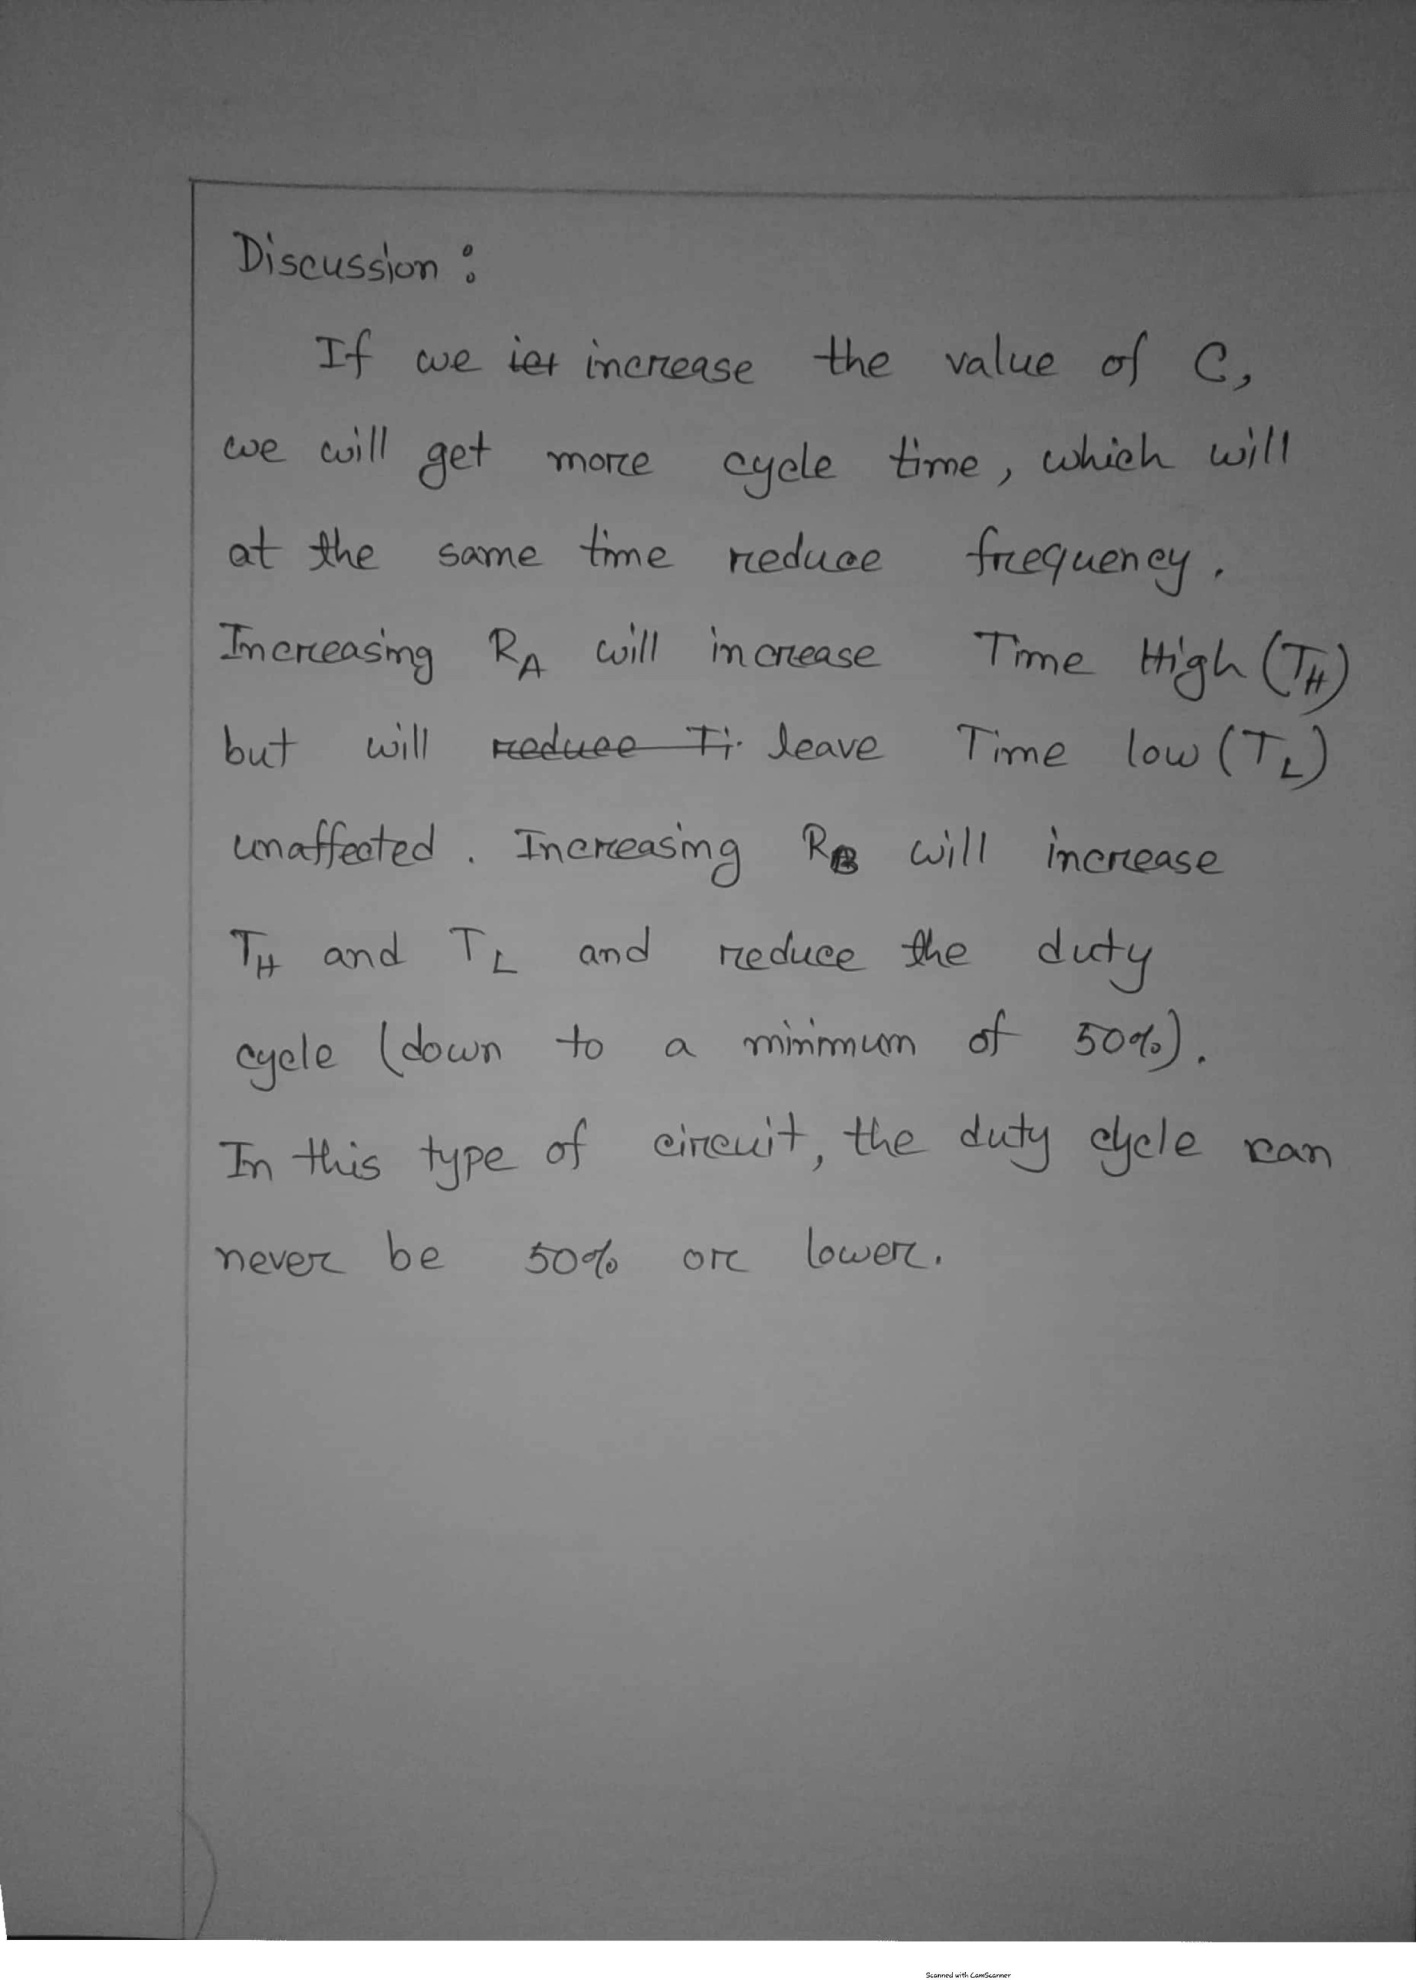 Discussion :
If we ict increase the value of C,
we will get more cycle time, which will
at the same time reduce frequency.
Increasing RA will increase Time High (TH)
but will reduce Ti. leave Time low (TL)
unaffected. Increasing RB will increase
TH and TL and reduce the duty
cycle (down to a minimum of 50%).
In this type of circuit, the duty cycle can
never be 50% or lower.
Scanned with CamScanner